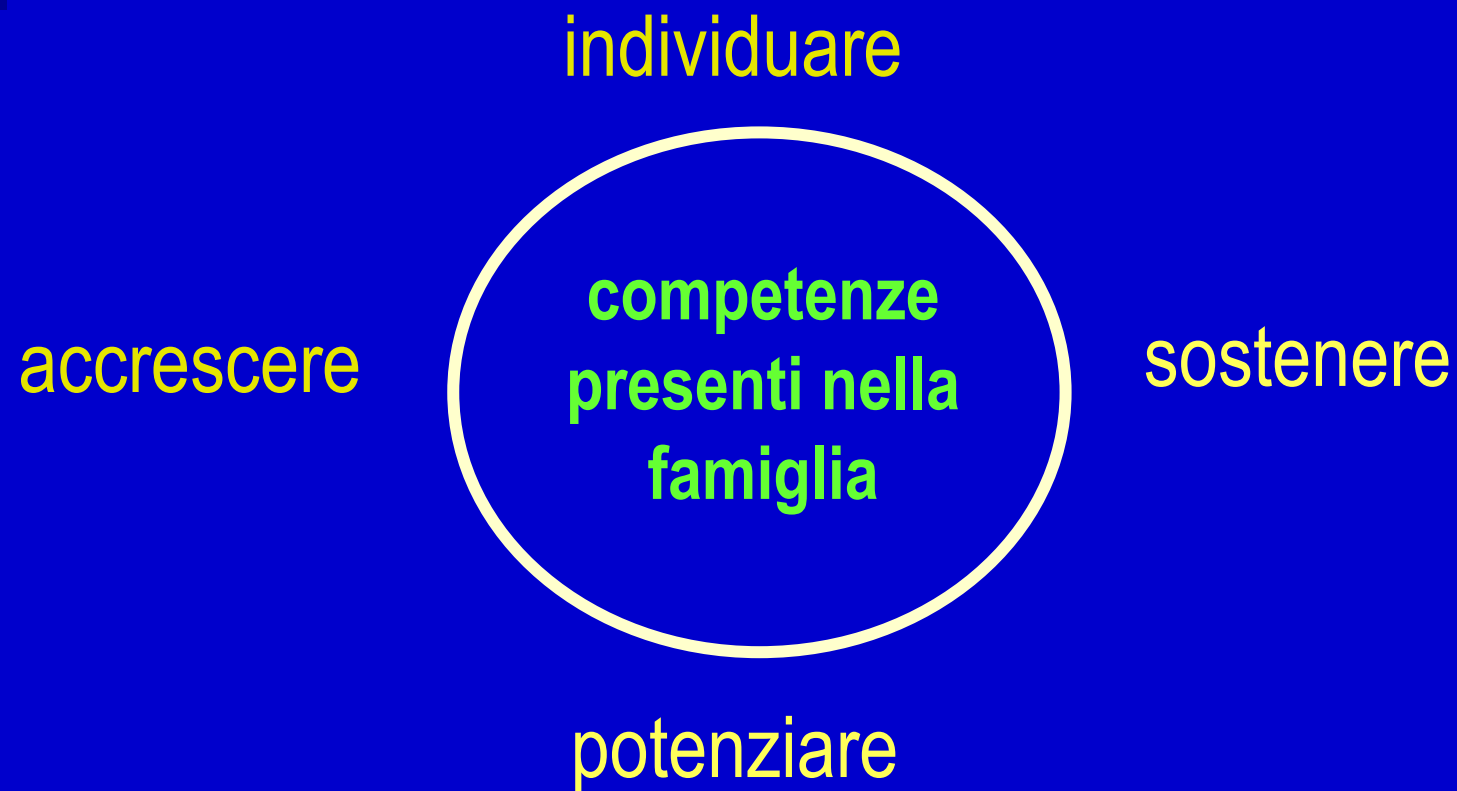 individuare
competenze
accrescere
presenti nella
sostenere
famiglia
potenziare